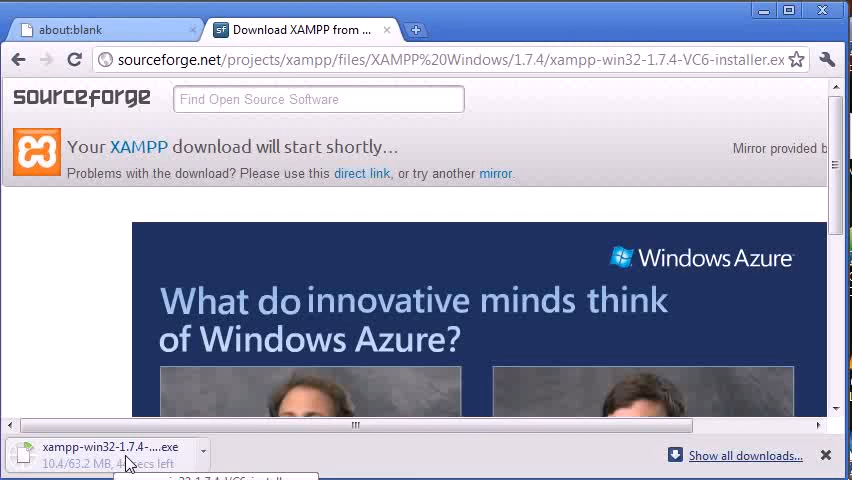 about:blank
Download XAMPP from ...
sourceforge.net/projects/xampp/files/XAMPP%20Windows/1.7.4/xampp-win32-1.7.4-VC6-installer.ex
sourceforge
Find Open Source Software
Your XAMPP download will start shortly...
Mirror provided b
Problems with the download? Please use this direct link, or try another mirror.
Windows Azure
What do innovative minds think
of Windows Azure?
xampp-win32-1.7.4-....exe
10.4/63.2 MB, secs left
Show all downloads...